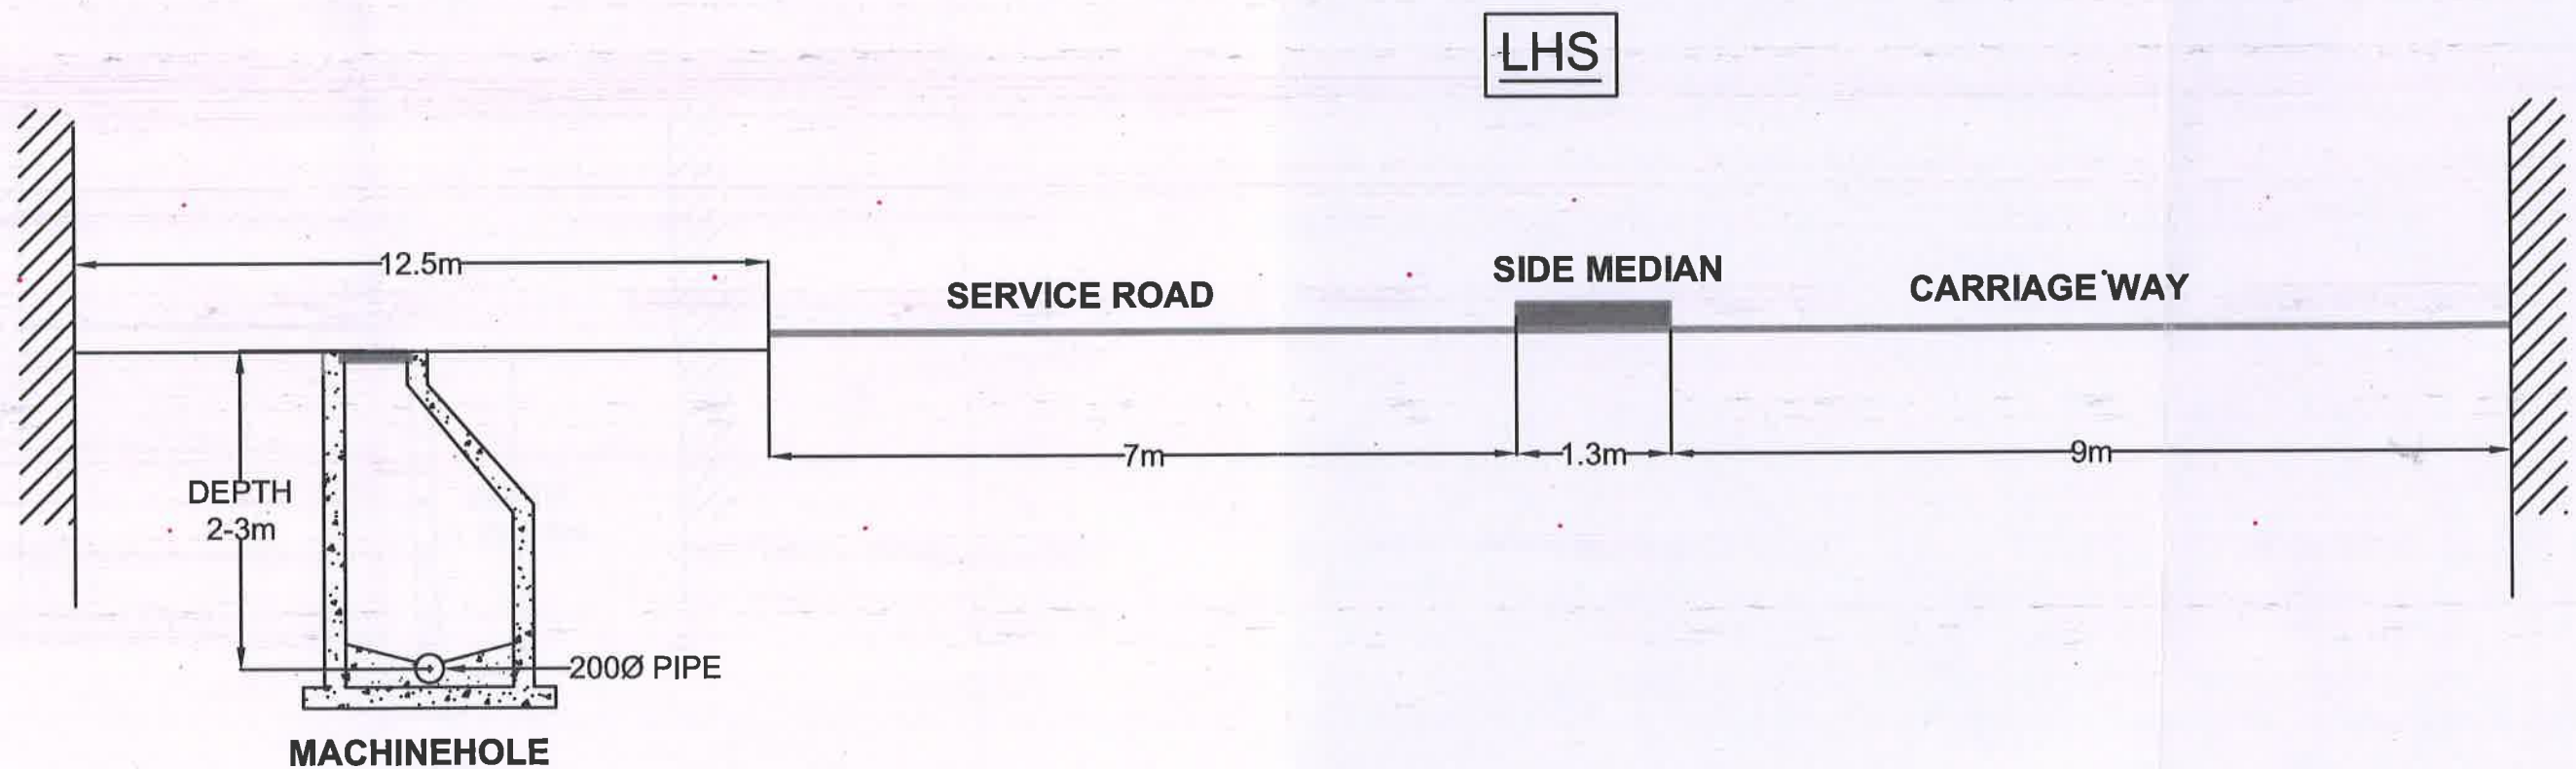 LHS
12.5m
SERVICE ROAD
SIDE MEDIAN
CARRIAGE WAY
7m
1.3m
9m
DEPTH
2-3m
200Ø PIPE
MACHINEHOLE